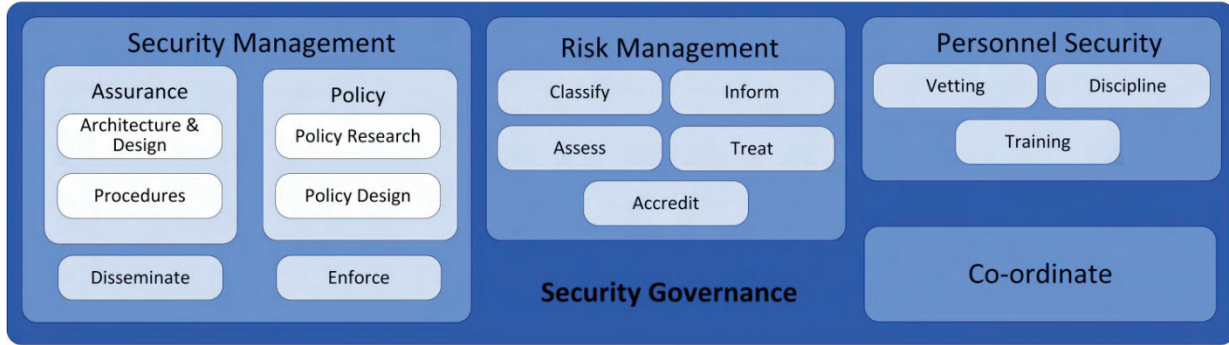 Security Management
Assurance
Architecture &
Design
Procedures
Policy
Policy Research
Policy Design
Disseminate
Enforce
Risk Management
Classify
Inform
Assess
Treat
Accredit
Personnel Security
Vetting
Discipline
Training
Co-ordinate
Security Governance